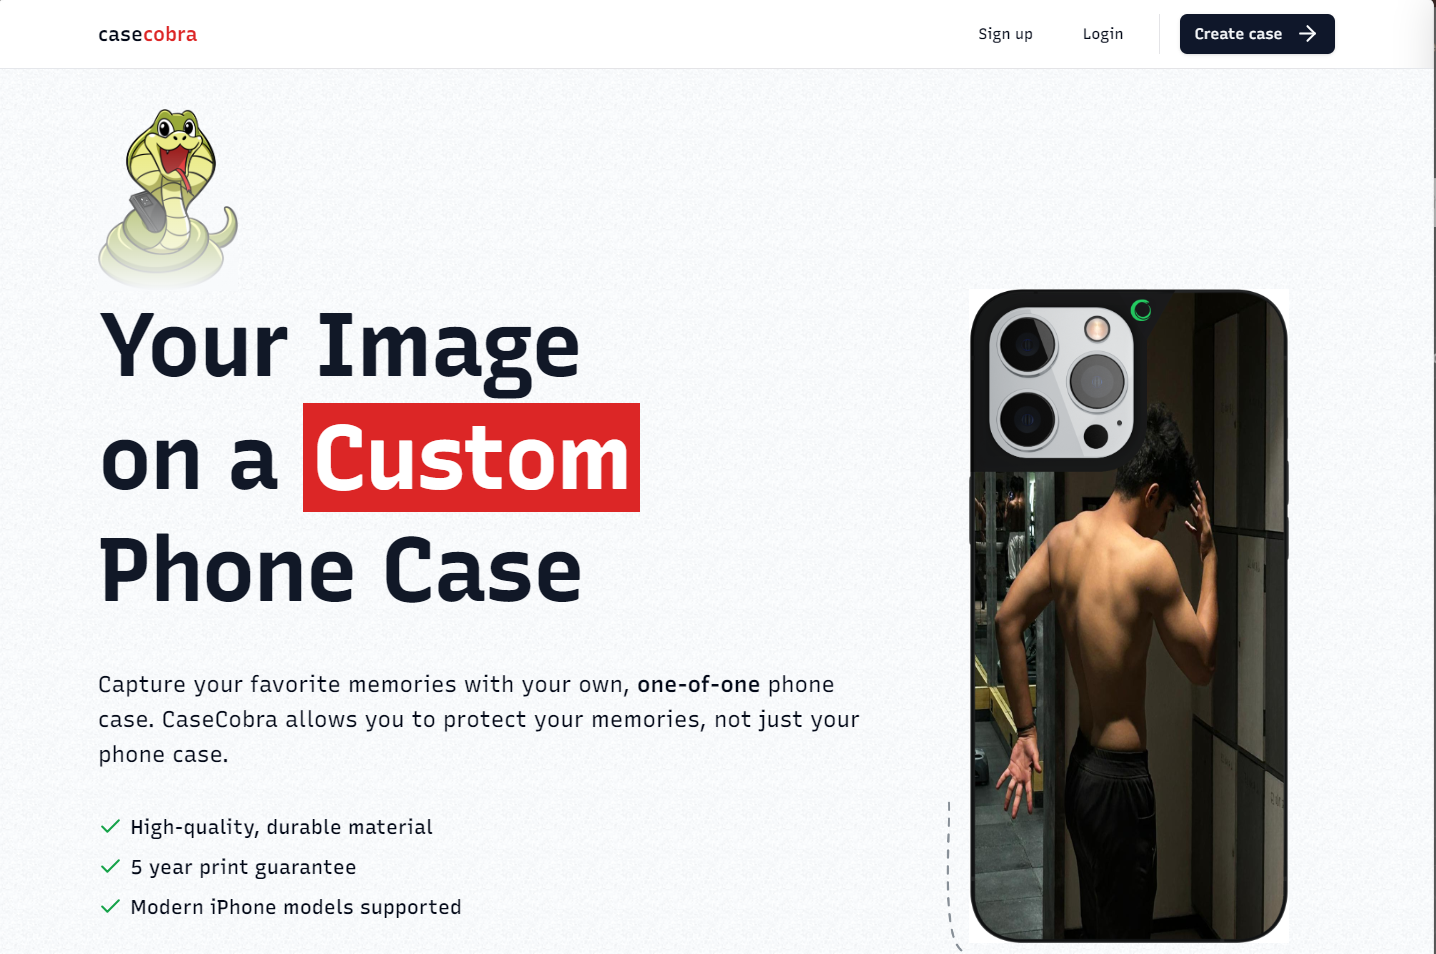 casecobra
Sign up
Login
Create case
Your Image
on a Custom
Phone Case
Capture your favorite memories with your own, one-of-one phone
case. CaseCobra allows you to protect your memories, not just your
phone case.
High-quality, durable material
5 year print guarantee
Modern iPhone models supported